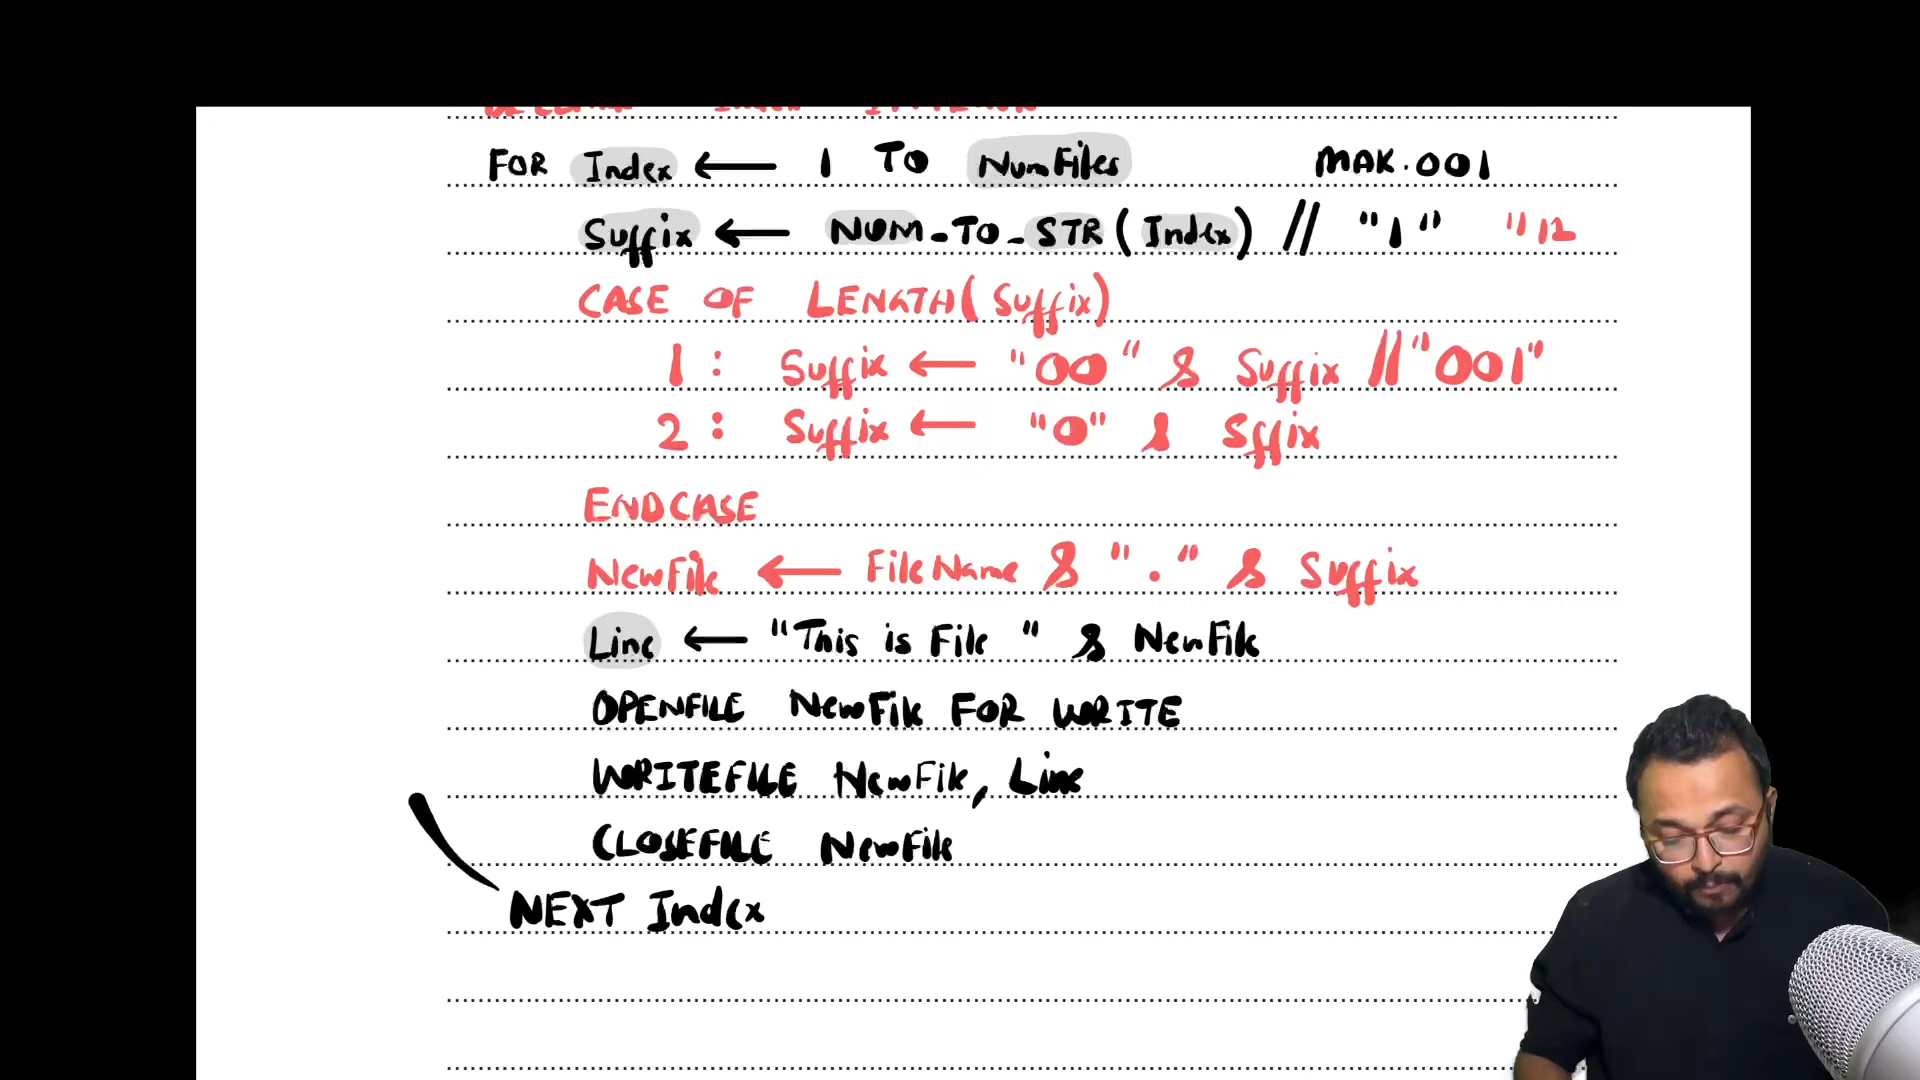 FOR Index ← 1 TO NumFiles MAK.001
Suffix ← NUM_TO_STR(Index) // "1" "12
CASE OF LENGTH(Suffix)
1: Suffix ← "00" & Suffix // "001"
2: Suffix ← "0" & Sffix
ENDCASE
NewFile ← FileName & "." & Suffix
Line ← "This is File " & NewFile
OPENFILE NewFile FOR WRITE
WRITEFILE NewFile, Line
CLOSEFILE NewFile
NEXT Index